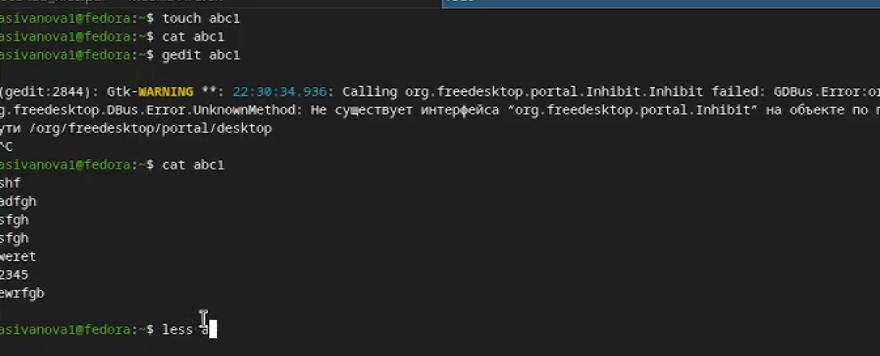 asivanova1@fedora:~$ touch abc1
asivanova1@fedora:~$ cat abc1
asivanova1@fedora:~$ gedit abc1
(gedit:2844): Gtk-WARNING **: 22:30:34.936: Calling org.freedesktop.portal.Inhibit.Inhibit failed: GDBus.Error:or
g.freedesktop.DBus.Error.UnknownMethod: Не существует интерфейса “org.freedesktop.portal.Inhibit” на объекте по п
ути /org/freedesktop/portal/desktop
^C
asivanova1@fedora:~$ cat abc1
shf
adfgh
sfgh
sfgh
weret
2345
ewrfgb
asivanova1@fedora:~$ less a